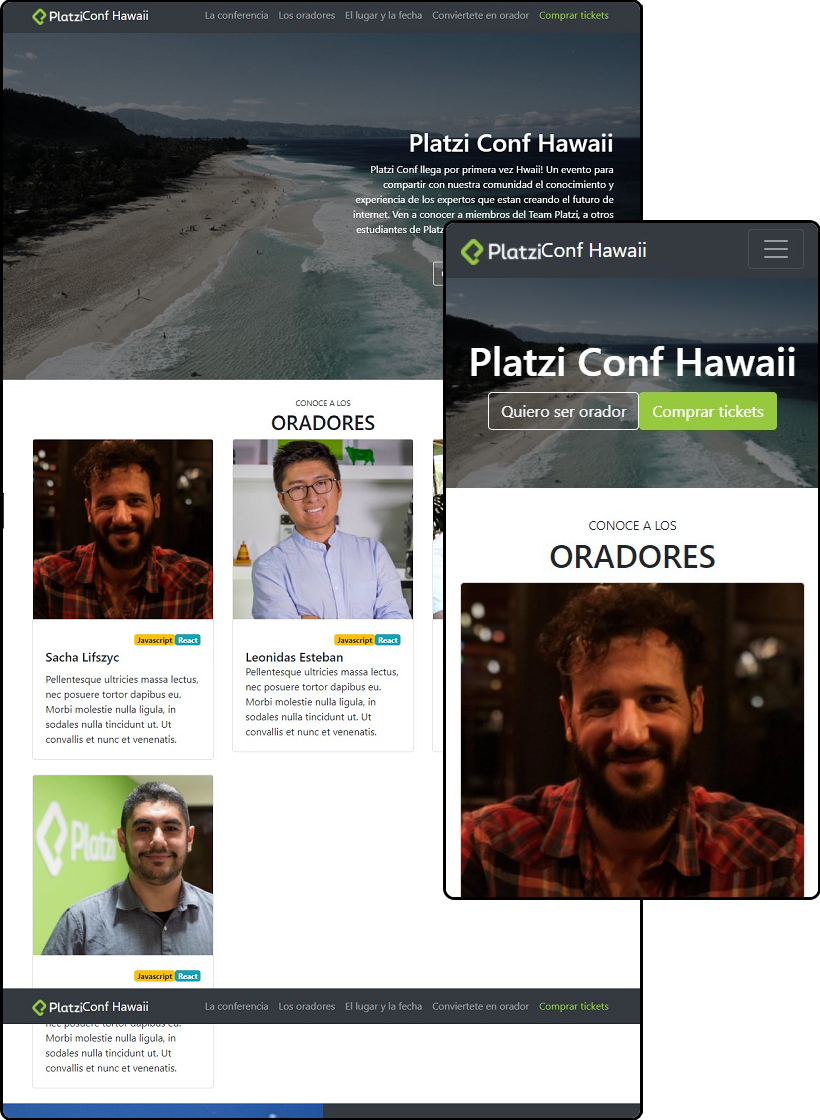 PlatziConf Hawaii
La conferencia Los oradores El lugar y la fecha Conviertete en orador Comprar tickets
Platzi Conf Hawaii
Platzi Conf llega por primera vez Hwaii! Un evento para
compartir con nuestra comunidad el conocimiento y
experiencia de los expertos que estan creando el futuro de
internet. Ven a conocer a miembros del Team Platzi, a otros
estudiantes de Platz
CONOCE A LOS
ORADORES
Javascript React
Sacha Lifszyc
Pellentesque ultricies massa lectus,
nec posuere tortor dapibus eu.
Morbi molestie nulla ligula, in
sodales nulla tincidunt ut. Ut
convallis et nunc et venenatis.
Javascript React
Leonidas Esteban
Pellentesque ultricies massa lectus,
nec posuere tortor dapibus eu.
Morbi molestie nulla ligula, in
sodales nulla tincidunt ut. Ut
convallis et nunc et venenatis.
Platzi
Javascript React
PlatziConf Hawaii
La conferencia Los oradores El lugar y la fecha Conviertete en orador Comprar tickets
nec posuere tortor dapibus eu.
Morbi molestie nulla ligula, in
sodales nulla tincidunt ut. Ut
convallis et nunc et venenatis.
PlatziConf Hawaii
Platzi Conf Hawaii
Quiero ser orador Comprar tickets
CONOCE A LOS
ORADORES